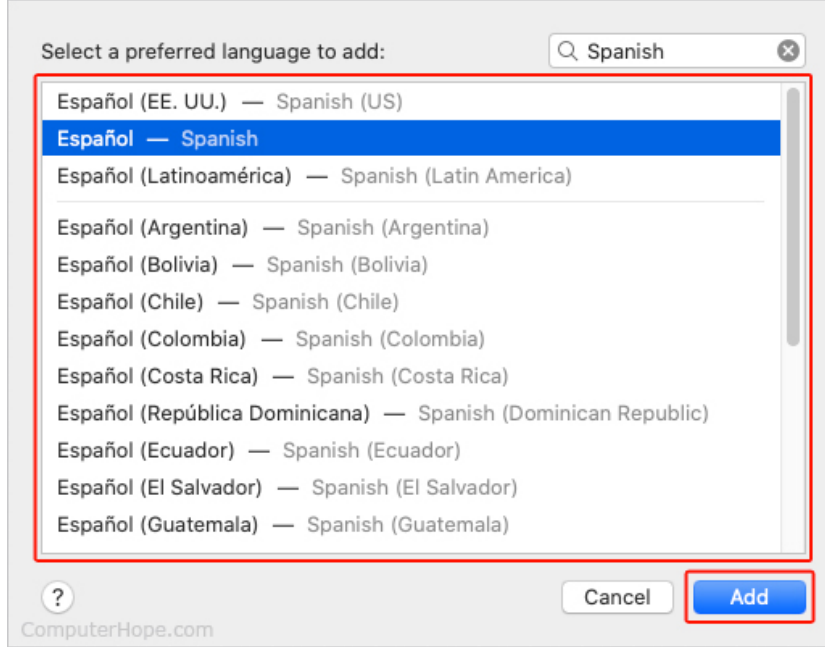 Select a preferred language to add: Spanish
Español (EE. UU.) — Spanish (US)
Español — Spanish
Español (Latinoamérica) — Spanish (Latin America)
Español (Argentina) — Spanish (Argentina)
Español (Bolivia) — Spanish (Bolivia)
Español (Chile) — Spanish (Chile)
Español (Colombia) — Spanish (Colombia)
Español (Costa Rica) — Spanish (Costa Rica)
Español (República Dominicana) — Spanish (Dominican Republic)
Español (Ecuador) — Spanish (Ecuador)
Español (El Salvador) — Spanish (El Salvador)
Español (Guatemala) — Spanish (Guatemala)
? Cancel Add
ComputerHope.com